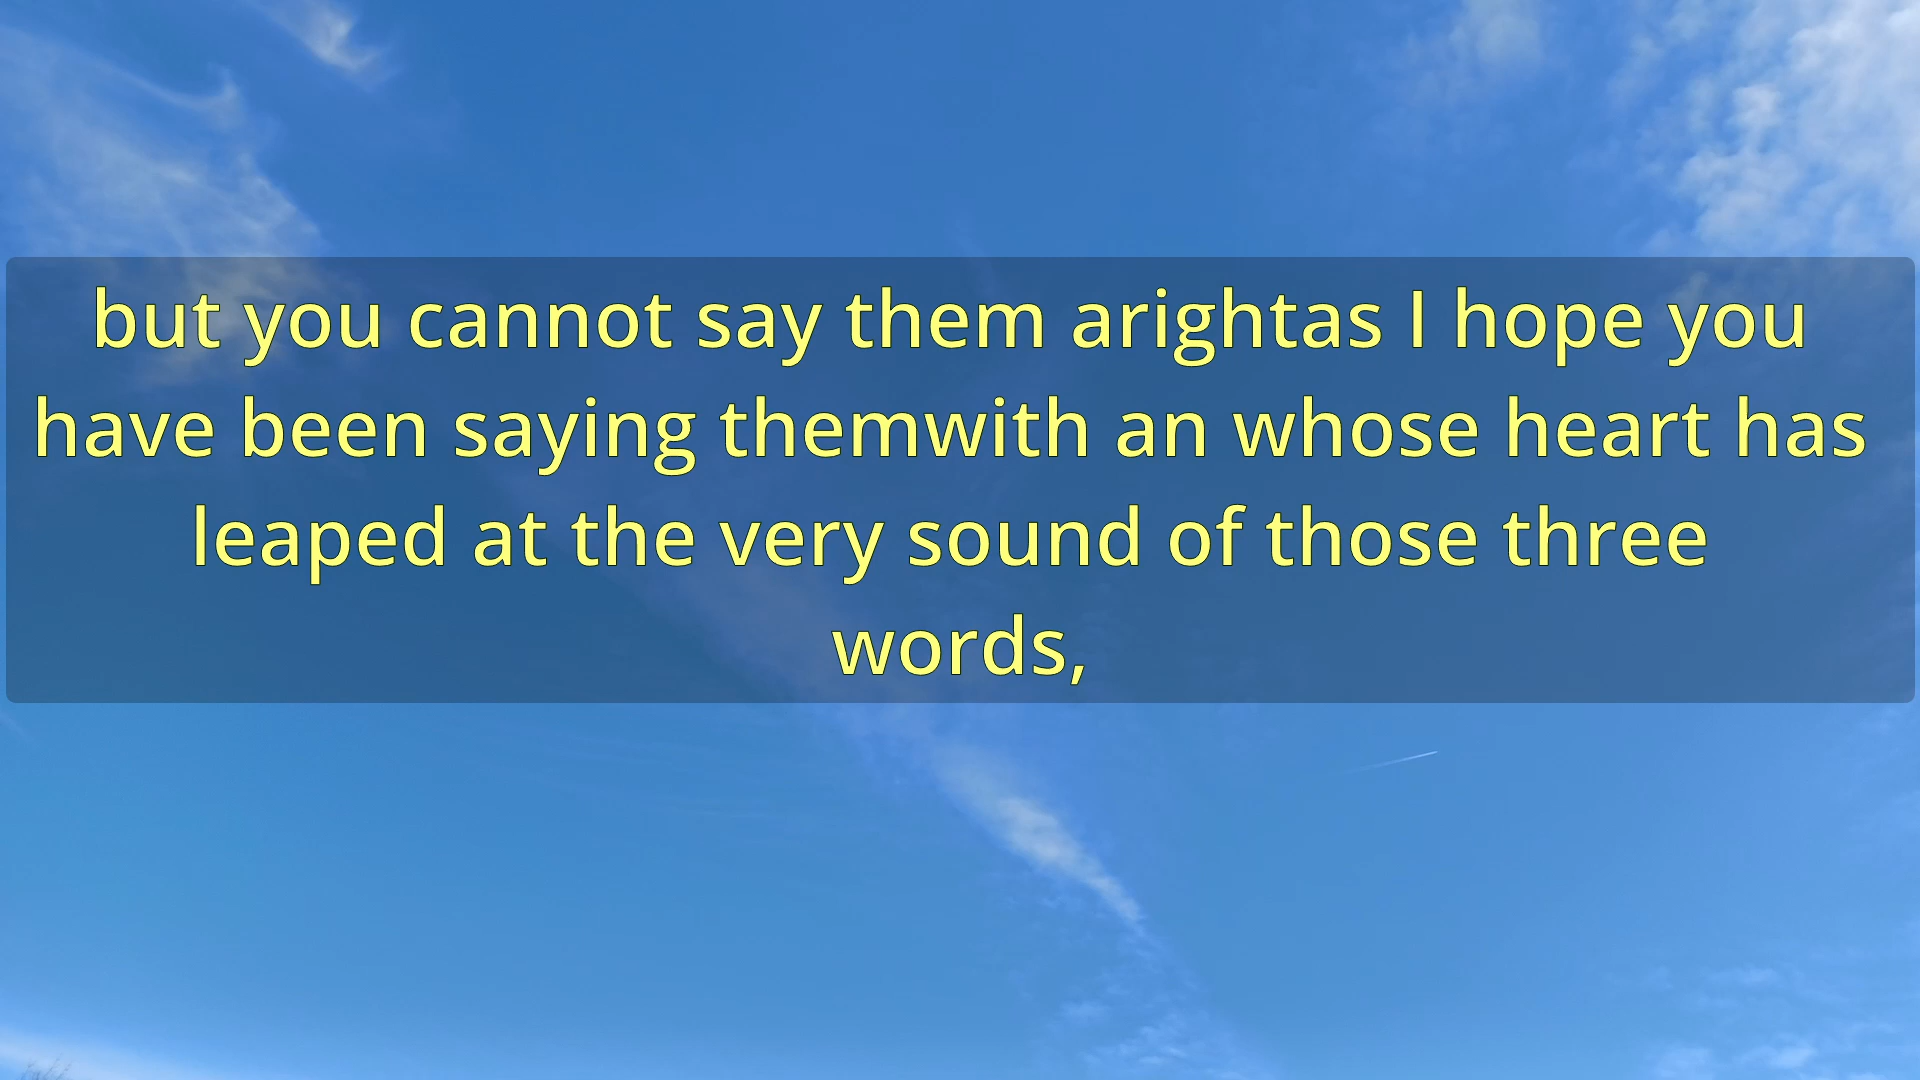 but you cannot say them arightas I hope you
have been saying themwith an whose heart has
leaped at the very sound of those three
words,